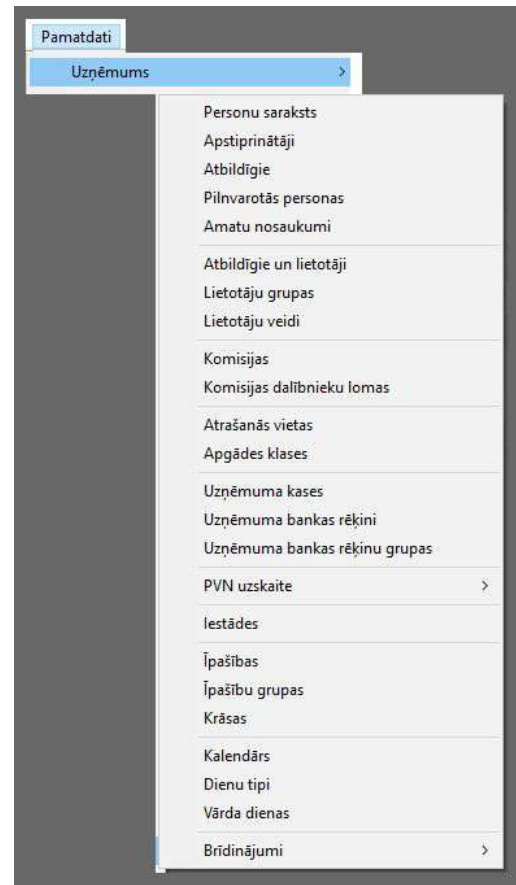 Pamatdati
Uzņēmums
Personu saraksts
Apstiprinātāji
Atbildīgie
Pilnvarotās personas
Amatu nosaukumi
Atbildīgie un lietotāji
Lietotāju grupas
Lietotāju veidi
Komisijas
Komisijas dalībnieku lomas
Atrašanās vietas
Apgādes klases
Uzņēmuma kases
Uzņēmuma bankas rēķini
Uzņēmuma bankas rēķinu grupas
PVN uzskaite
Iestādes
Īpašības
Īpašību grupas
Krāsas
Kalendārs
Dienu tipi
Vārda dienas
Brīdinājumi